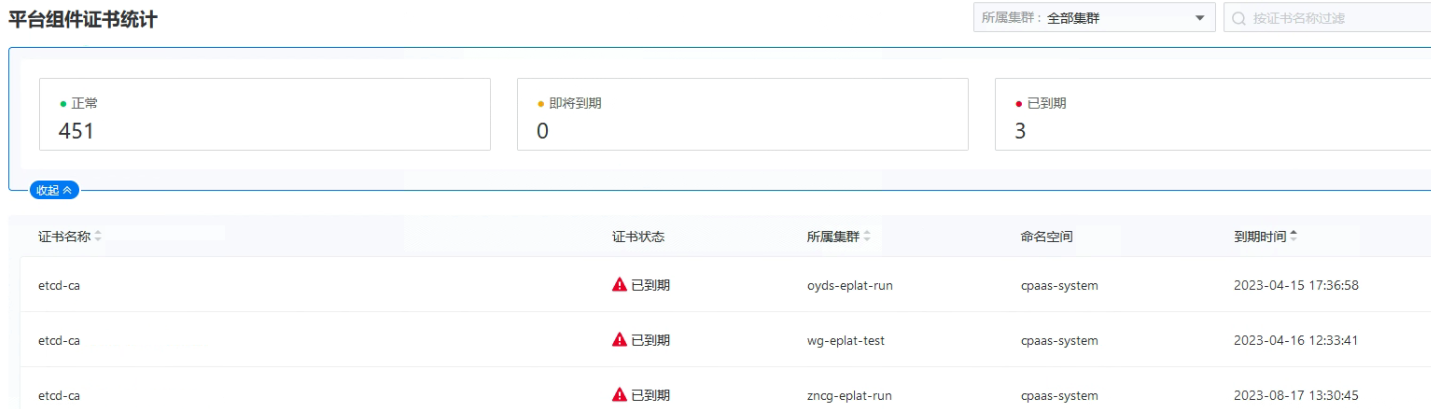 平台组件证书统计 所属集群：全部集群 按证书名称过滤
正常 即将到期 已到期
451 0 3
收起
证书名称 证书状态 所属集群 命名空间 到期时间
etcd-ca 已到期 oyds-eplat-run cpaas-system 2023-04-15 17:36:58
etcd-ca 已到期 wg-eplat-test cpaas-system 2023-04-16 12:33:41
etcd-ca 已到期 zncg-eplat-run cpaas-system 2023-08-17 13:30:45